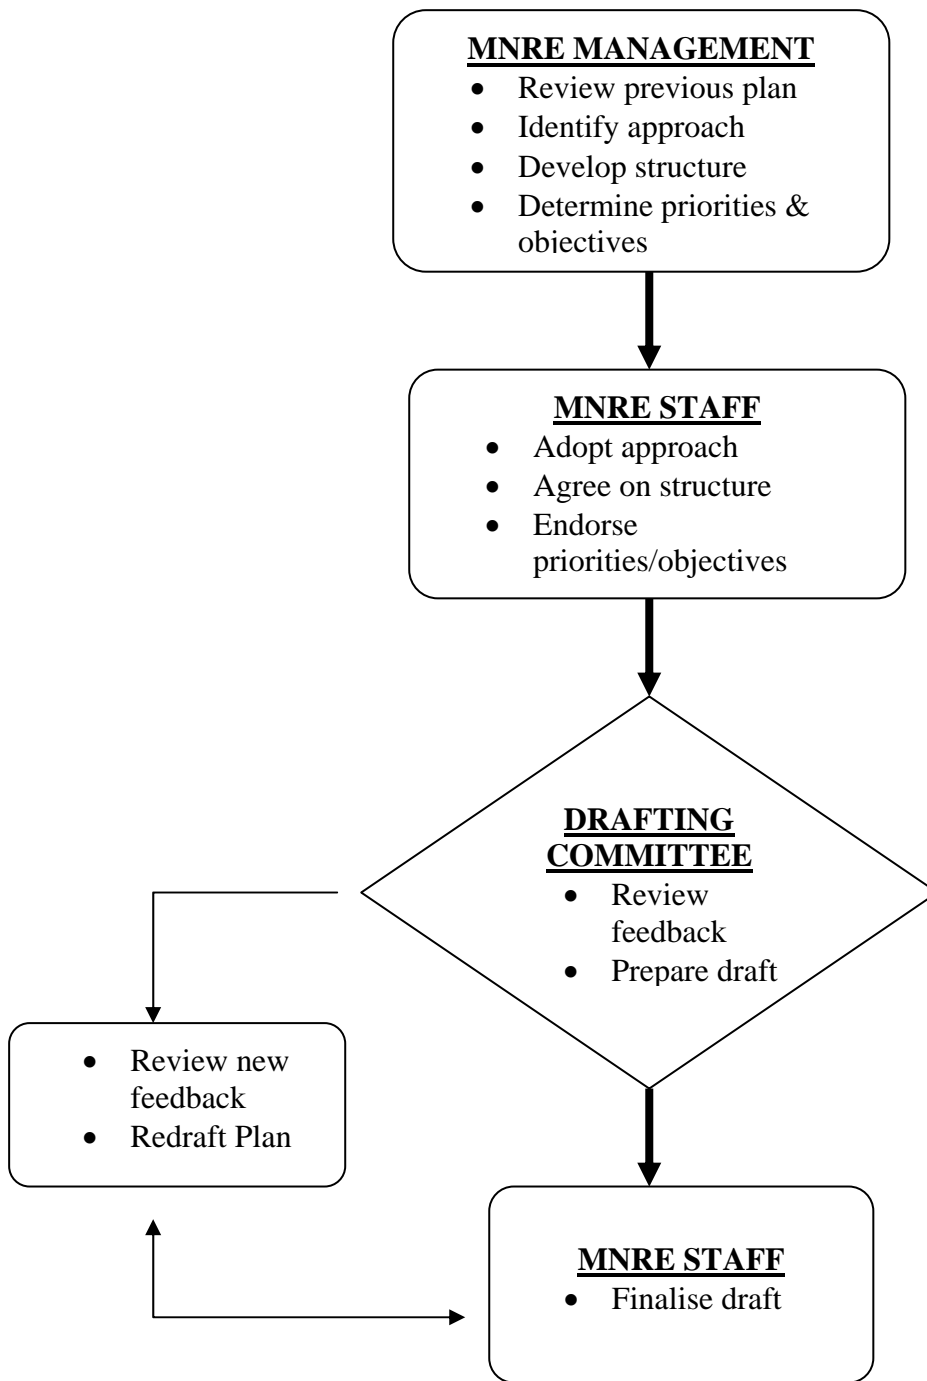 MNRE MANAGEMENT
• Review previous plan
• Identify approach
• Develop structure
• Determine priorities &
objectives
MNRE STAFF
• Adopt approach
• Agree on structure
• Endorse
priorities/objectives
DRAFTING
COMMITTEE
• Review
feedback
• Prepare draft
• Review new
feedback
• Redraft Plan
MNRE STAFF
• Finalise draft